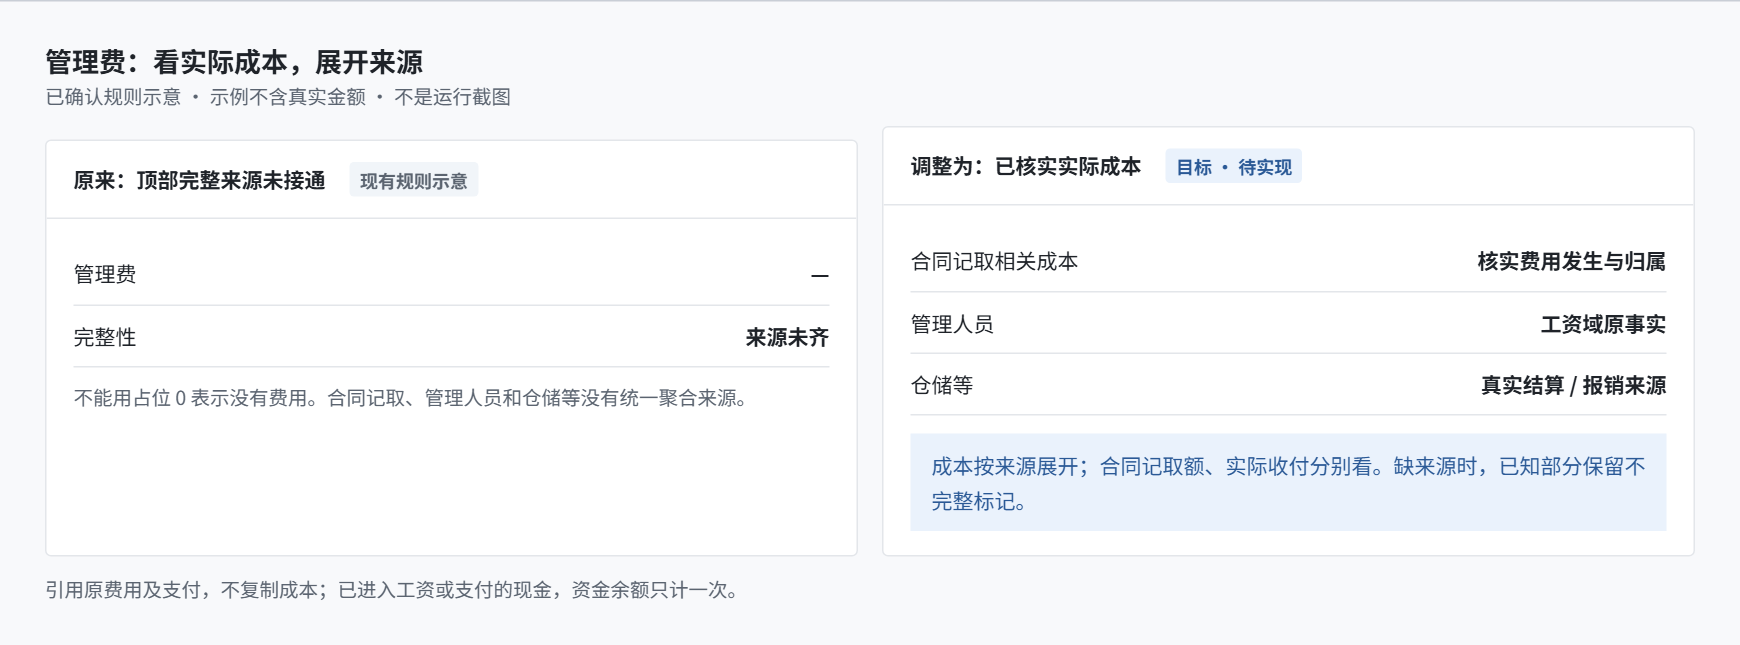 管理费：看实际成本，展开来源
已确认规则示意 · 示例不含真实金额 · 不是运行截图
原来：顶部完整来源未接通 现有规则示意
管理费 —
完整性 来源未齐
不能用占位 0 表示没有费用。合同记取、管理人员和仓储等没有统一聚合来源。
调整为：已核实实际成本 目标 · 待实现
合同记取相关成本 核实费用发生与归属
管理人员 工资域原事实
仓储等 真实结算 / 报销来源
成本按来源展开；合同记取额、实际收付分别看。缺来源时，已知部分保留不
完整标记。
引用原费用及支付，不复制成本；已进入工资或支付的现金，资金余额只计一次。